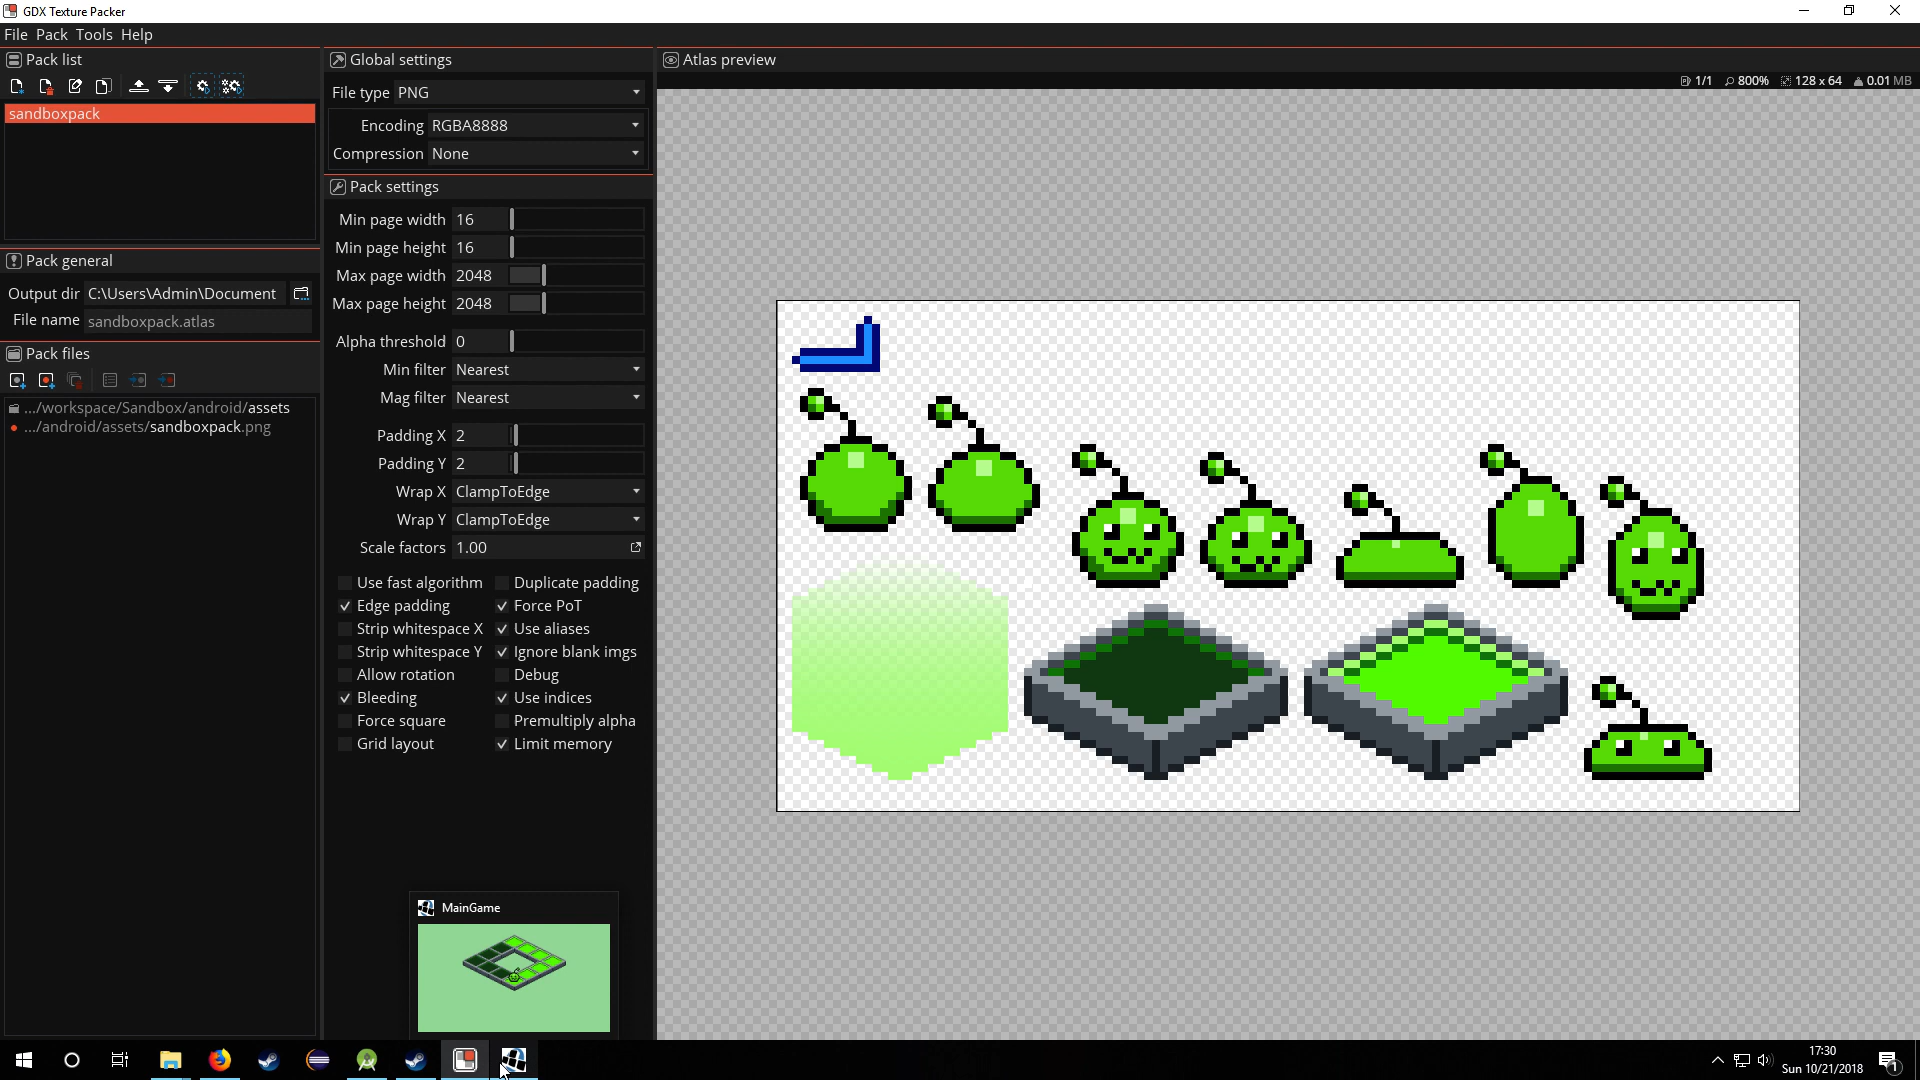 GDX Texture Packer
File Pack Tools Help
Pack list
sandboxpack
Pack general
Output dir C:\Users\Admin\Document
File name sandboxpack.atlas
Pack files
.../workspace/Sandbox/android/assets
.../android/assets/sandboxpack.png
Global settings
File type PNG
Encoding RGBA8888
Compression None
Pack settings
Min page width 16
Min page height 16
Max page width 2048
Max page height 2048
Alpha threshold 0
Min filter Nearest
Mag filter Nearest
Padding X 2
Padding Y 2
Wrap X ClampToEdge
Wrap Y ClampToEdge
Scale factors 1.00
Use fast algorithm Duplicate padding
Edge padding Force PoT
Strip whitespace X Use aliases
Strip whitespace Y Ignore blank imgs
Allow rotation Debug
Bleeding Use indices
Force square Premultiply alpha
Grid layout Limit memory
Atlas preview
1/1 800% 128 x 64 0.01 MB
MainGame
17:30
Sun 10/21/2018
1